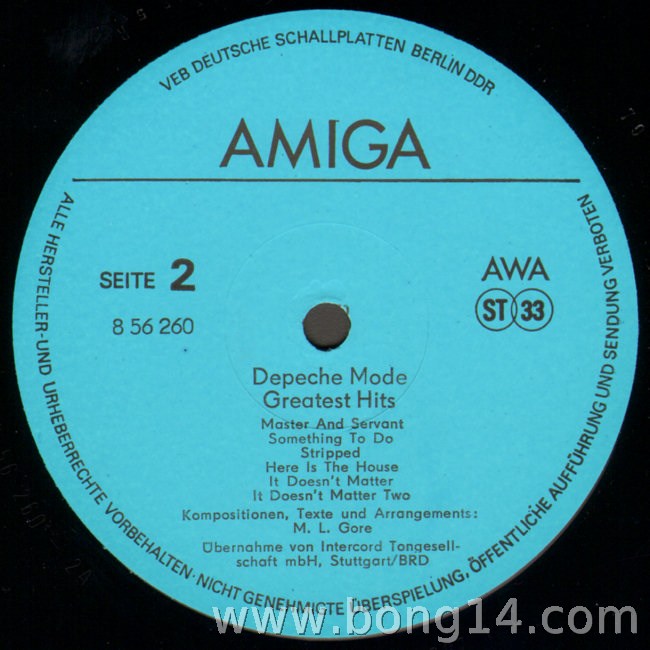 VEB DEUTSCHE SCHALLPLATTEN BERLIN DDR
AMIGA
SEITE 2
AWA
8 56 260
ST 33
Depeche Mode
Greatest Hits
Master And Servant
Something To Do
Stripped
Here Is The House
It Doesn't Matter
It Doesn't Matter Two
Kompositionen, Texte und Arrangements:
M. L. Gore
Übernahme von Intercord Tongesell-
schaft mbH, Stuttgart/BRD
ALLE HERSTELLER- UND URHEBERRECHTE VORBEHALTEN · NICHT GENEHMIGTE ÜBERSPIELUNG, ÖFFENTLICHE AUFFÜHRUNG UND SENDUNG VERBOTEN
www.bong14.com